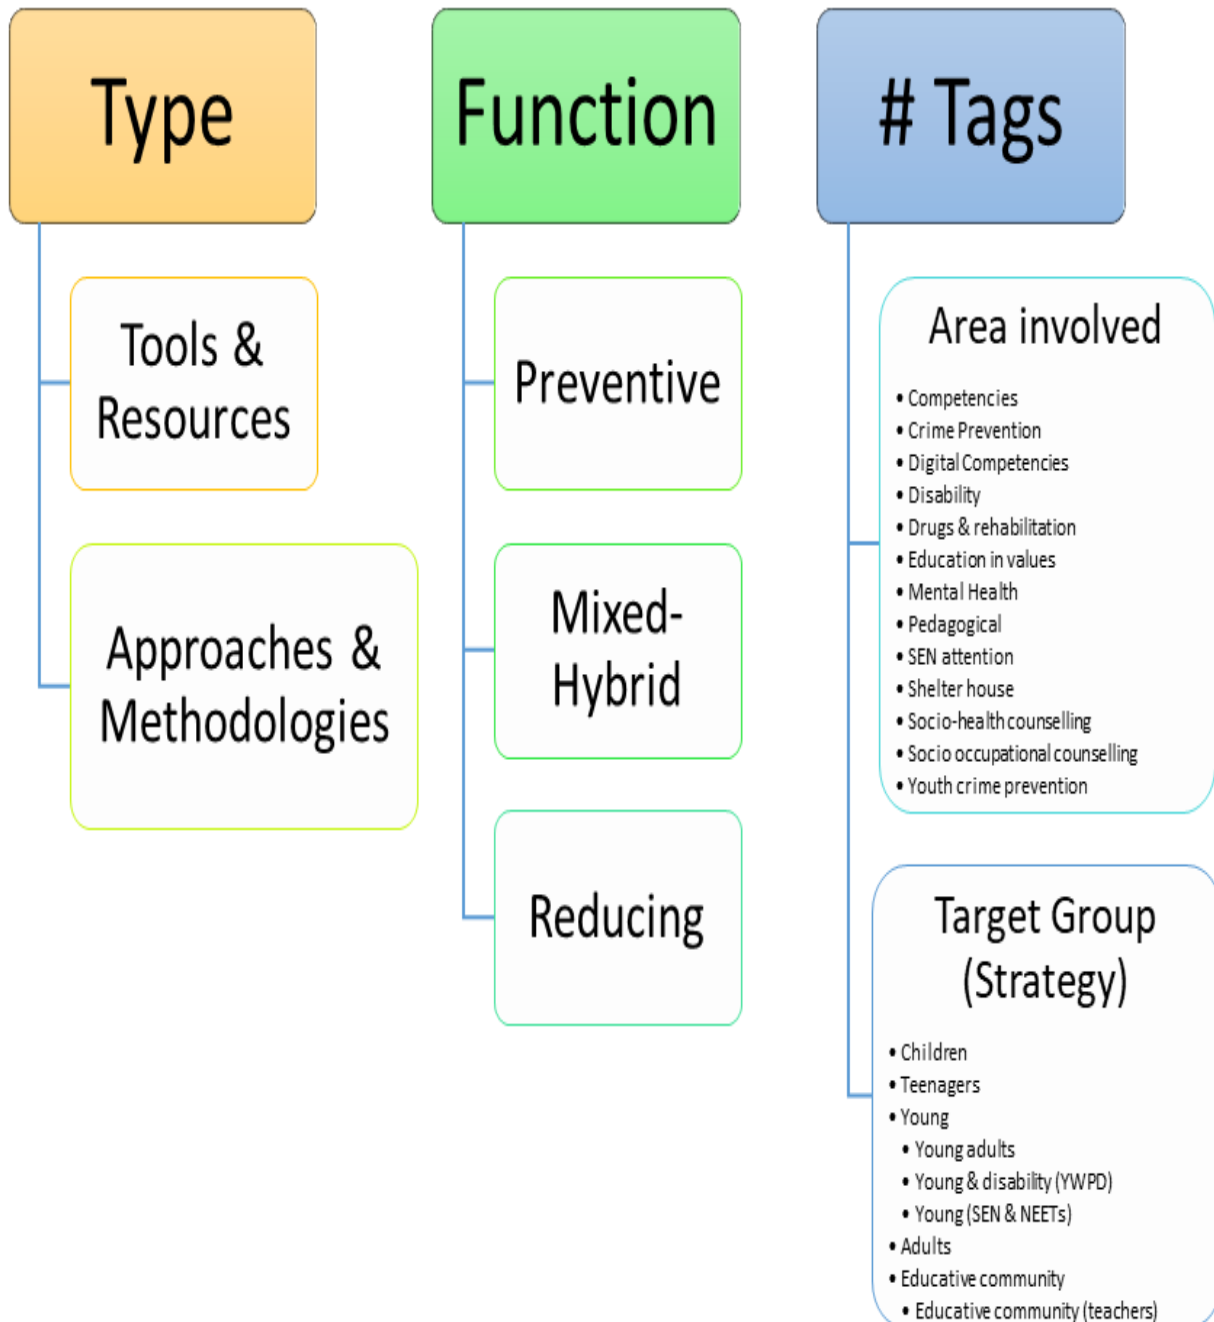 Type
Tools &
Resources
Approaches &
Methodologies
Function
Preventive
Mixed-
Hybrid
Reducing
# Tags
Area involved
• Competencies
• Crime Prevention
• Digital Competencies
• Disability
• Drugs & rehabilitation
• Education in values
• Mental Health
• Pedagogical
• SEN attention
• Shelter house
• Socio-health counselling
• Socio occupational counselling
• Youth crime prevention
Target Group
(Strategy)
• Children
• Teenagers
• Young
• Young adults
• Young & disability (YWPD)
• Young (SEN & NEETs)
• Adults
• Educative community
• Educative community (teachers)